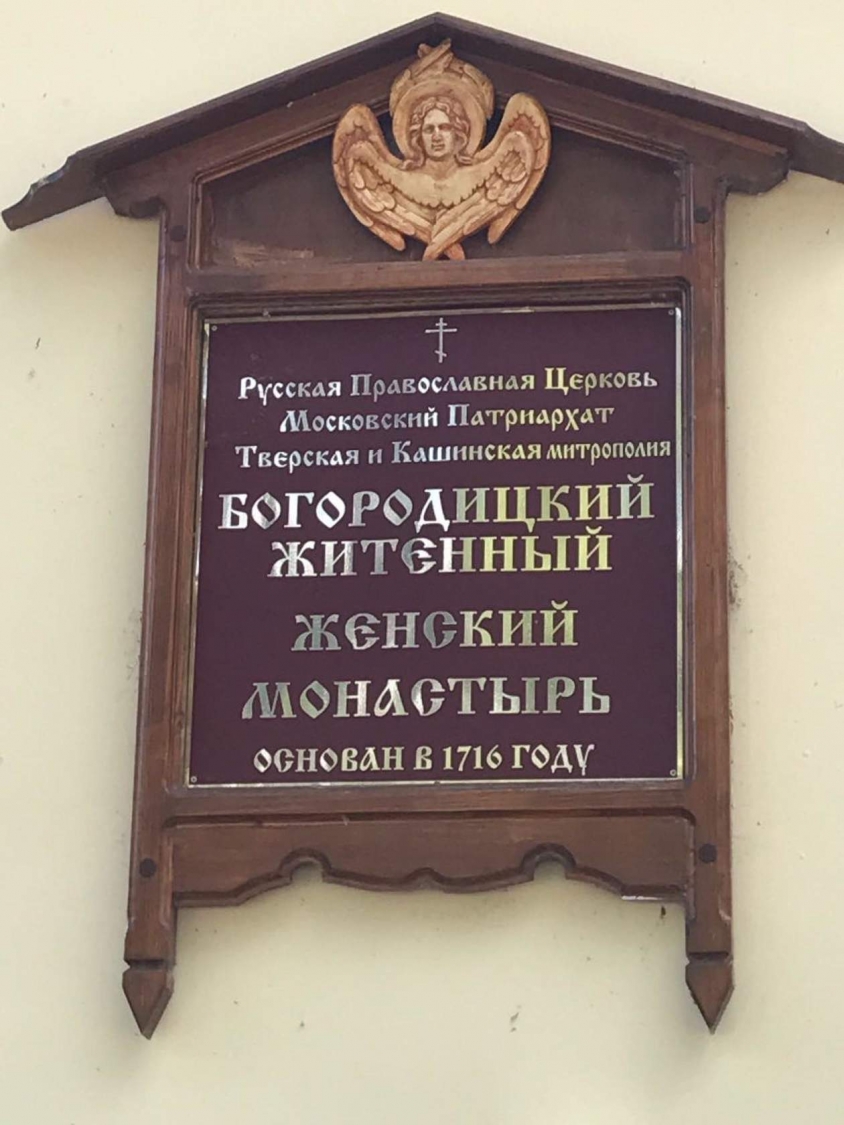 Русская Православная Церковь
Московский Патриархат
Тверская и Кашинская митрополия
БОГОРОДИЦКИЙ
ЖИТЕННЫЙ
ЖЕНСКИЙ
МОНАСТЫРЬ
ОСНОВАН В 1716 ГОДУ